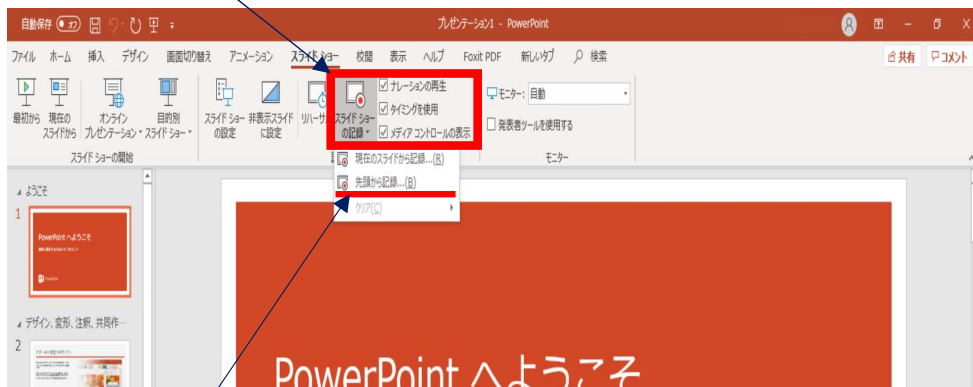 自動保存 オフ プレゼンテーション1 - PowerPoint
ファイル ホーム 挿入 デザイン 画面切り替え アニメーション スライド ショー 校閲 表示 ヘルプ Foxit PDF 新しいタブ 検索 共有 コメント
最初から 現在のスライドから オンライン プレゼンテーション 目的別 スライド ショー スライド ショーの設定 非表示スライドに設定 リハーサ スライド ショーの記録
ナレーションの再生
タイミングを使用
メディア コントロールの表示
モニター: 自動
発表者ツールを使用する
スライド ショーの開始 モニター
現在のスライドから記録...(R)
先頭から記録...(B)
クリア(C)
ようこそ
1
PowerPoint へようこそ
デザイン、変形、注釈、共同作…
2
PowerPoint へようこそ